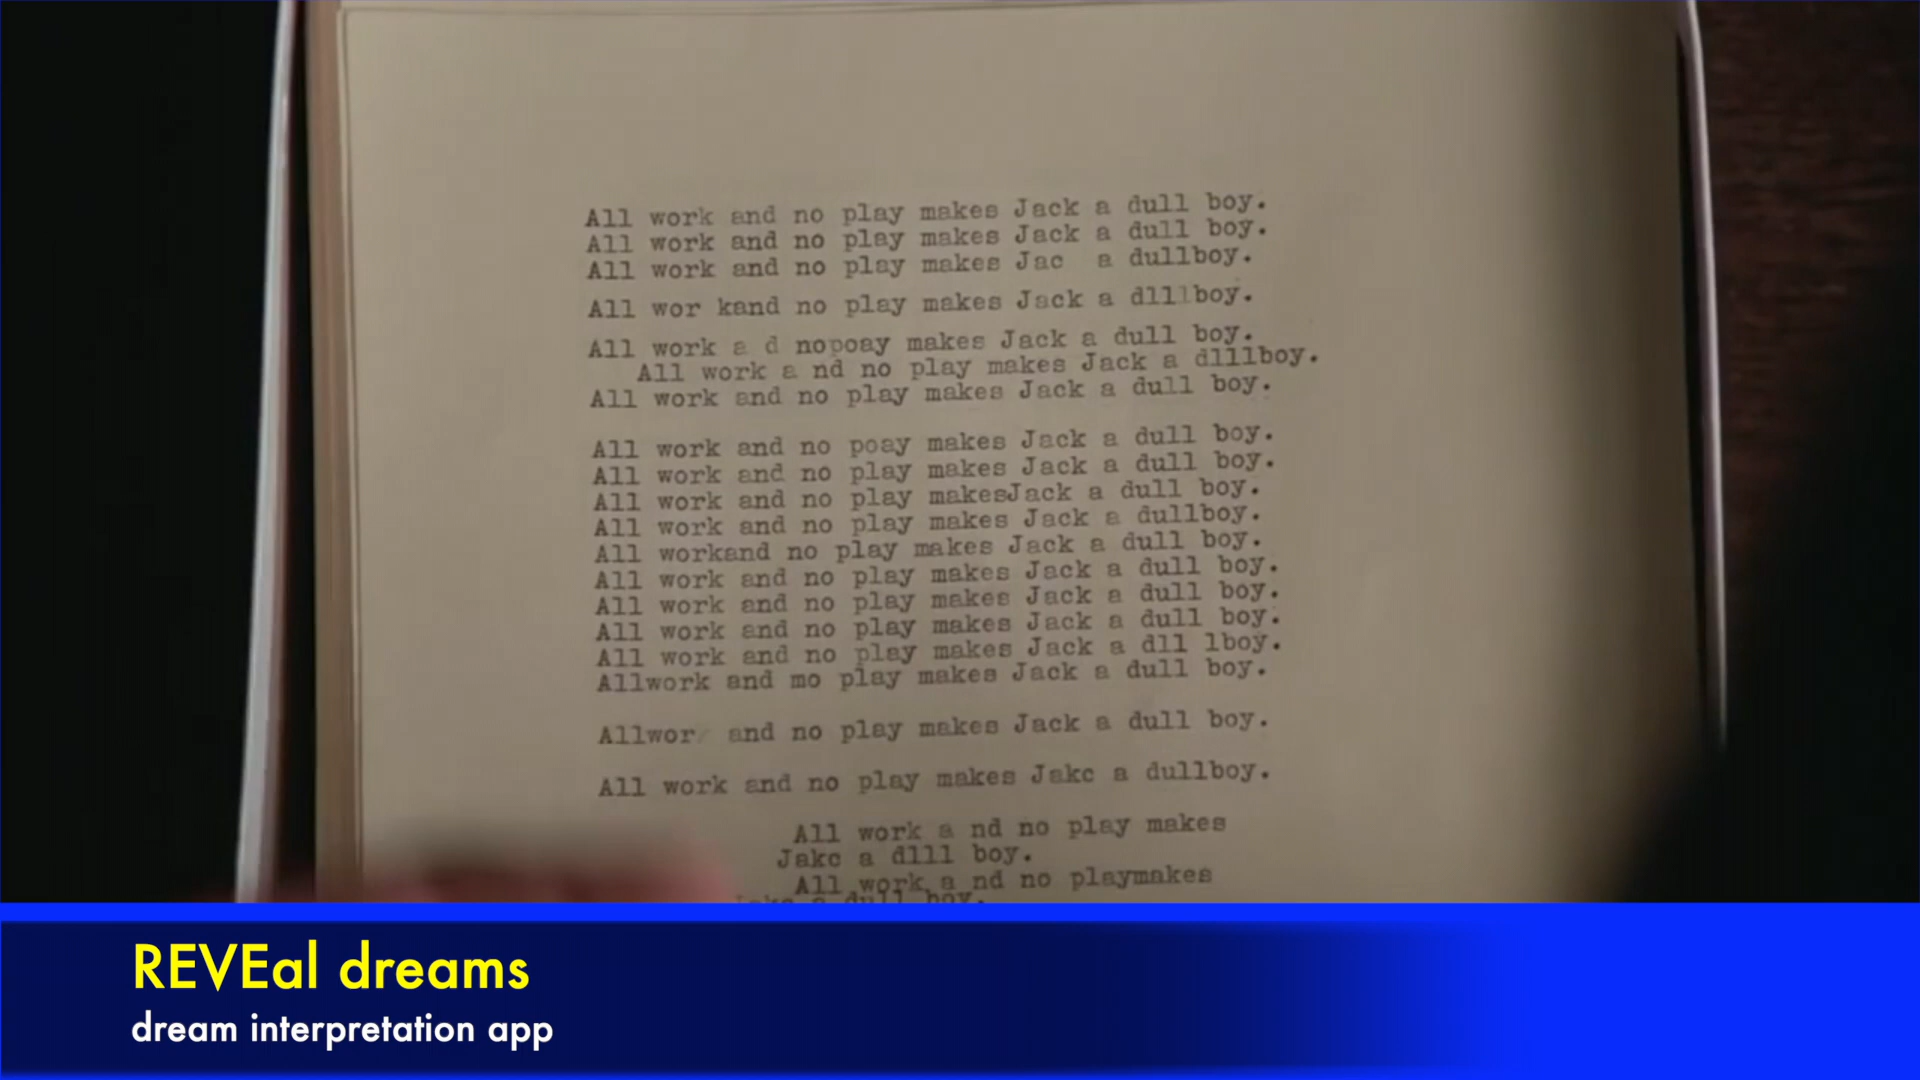 All work and no play makes Jack a dull boy.
All work and no play makes Jack a dull boy.
All work and no play makes Jac a dullboy.
All wor kand no play makes Jack a dlllboy.
All work a d nopoay makes Jack a dull boy.
All work a nd no play makes Jack a dlllboy.
All work and no play makes Jack a dull boy.
All work and no poay makes Jack a dull boy.
All work and no play makes Jack a dull boy.
All work and no play makesJack a dull boy.
All work and no play makes Jack a dullboy.
All workand no play makes Jack a dull boy.
All work and no play makes Jack a dull boy.
All work and no play makes Jack a dull boy.
All work and no play makes Jack a dull boy.
All work and no play makes Jack a dll lboy.
Allwork and mo play makes Jack a dull boy.
Allwor and no play makes Jack a dull boy.
All work and no play makes Jakc a dullboy.
All work a nd no play makes
Jakc a dlll boy.
All work a nd no playmakes
a dull boy.
REVEal dreams
dream interpretation app